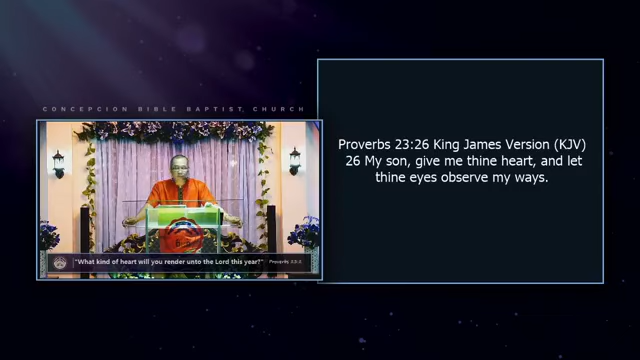 CONCEPCION BIBLE BAPTIST CHURCH
Proverbs 23:26 King James Version (KJV)
26 My son, give me thine heart, and let
thine eyes observe my ways.
"What kind of heart will you render unto the Lord this year?" Proverbs